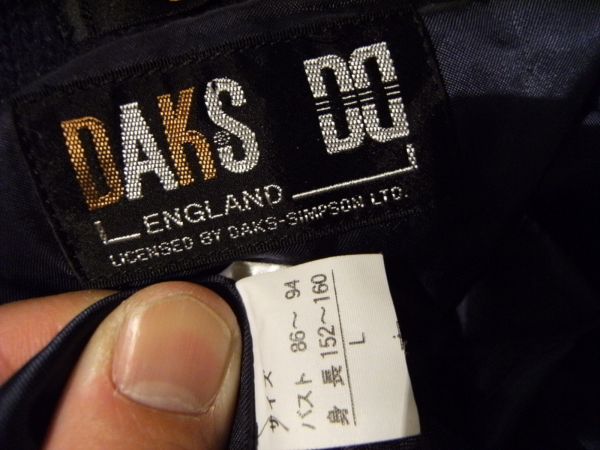 DAKS DD
ENGLAND
LICENSED BY DAKS-SIMPSON LTD.
サイズ
バスト 86～94
身長 152～160
L